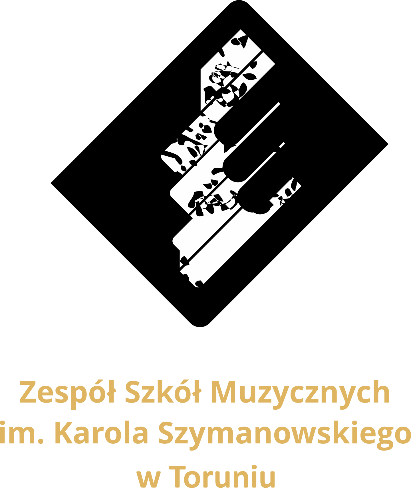 Zespół Szkół Muzycznych
im. Karola Szymanowskiego
w Toruniu